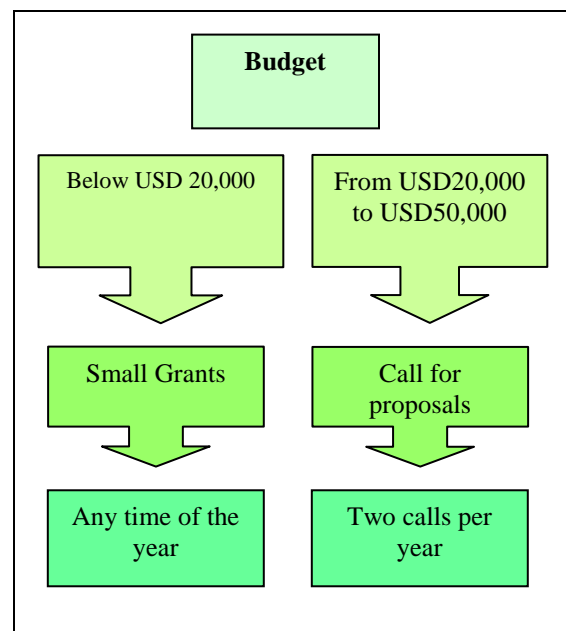 Budget
Below USD 20,000
From USD20,000
to USD50,000
Small Grants
Call for
proposals
Any time of the
year
Two calls per
year